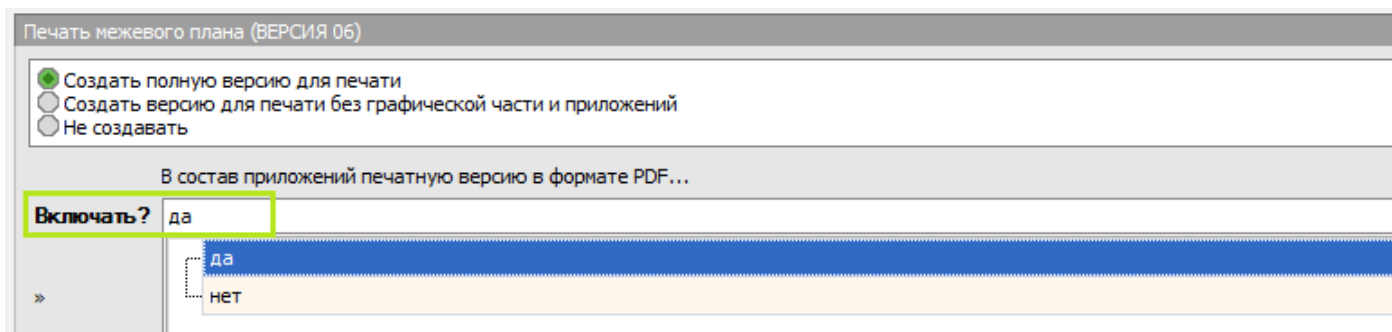 Печать межевого плана (ВЕРСИЯ 06)
Создать полную версию для печати
Создать версию для печати без графической части и приложений
Не создавать
В состав приложений печатную версию в формате PDF...
Включать? да
да
нет
»